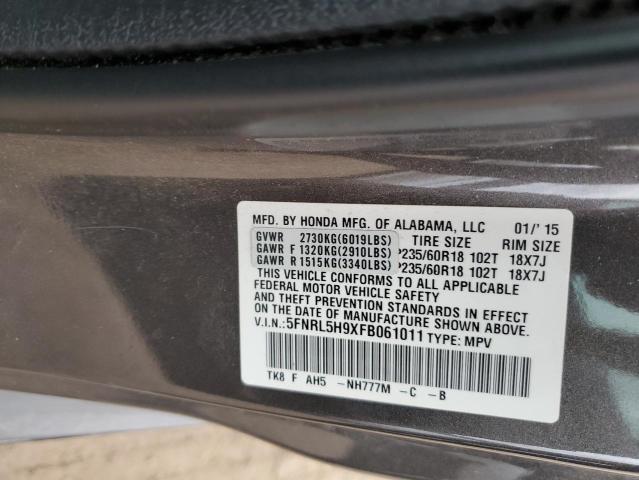 MFD. BY HONDA MFG. OF ALABAMA, LLC 01/'15
GVWR 2730KG(6019LBS) TIRE SIZE RIM SIZE
GAWR F 1320KG(2910LBS) P235/60R18 102T 18X7J
GAWR R 1515KG(3340LBS) P235/60R18 102T 18X7J
THIS VEHICLE CONFORMS TO ALL APPLICABLE
FEDERAL MOTOR VEHICLE SAFETY
AND THEFT PREVENTION STANDARDS IN EFFECT
ON THE DATE OF MANUFACTURE SHOWN ABOVE.
V.I.N.:5FNRL5H9XFB061011 TYPE: MPV
TK8 F AH5 -NH777M -C -B